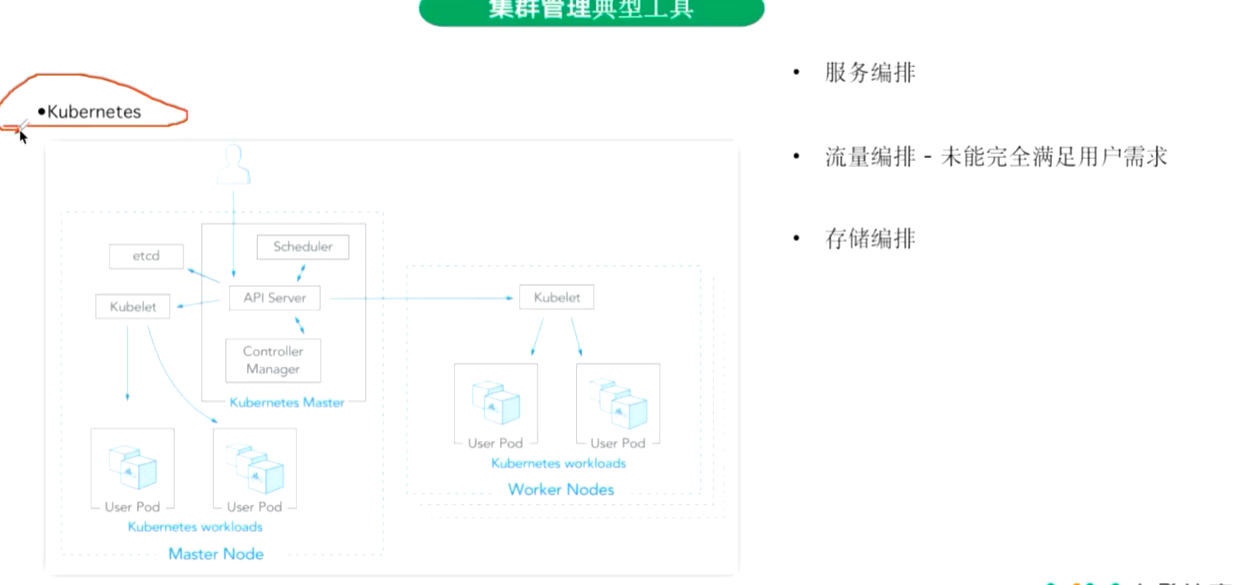 集群管理典型工具
•Kubernetes
• 服务编排
• 流量编排 - 未能完全满足用户需求
• 存储编排
etcd
Scheduler
Kubelet
API Server
Controller
Manager
Kubernetes Master
User Pod
User Pod
Kubernetes workloads
Master Node
Kubelet
User Pod
User Pod
Kubernetes workloads
Worker Nodes